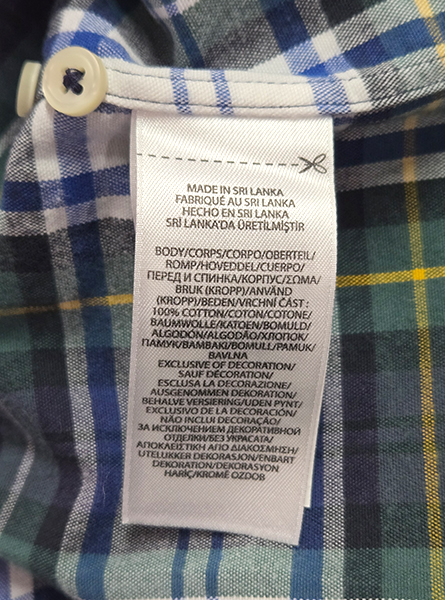 MADE IN SRI LANKA
FABRIQUÉ AU SRI LANKA
HECHO EN SRI LANKA
SRİ LANKA'DA ÜRETİLMİŞTİR
BODY/CORPS/CORPO/OBERTEIL/
ROMP/HOVEDDEL/CUERPO/
ПЕРЕД И СПИНКА/КОРПУС/ΣΩΜΑ/
BRUK (KROPP)/ANVÄND
(KROPP)/BEDEN/VRCHNÍ ČÁST :
100% COTTON/COTON/COTONE/
BAUMWOLLE/KATOEN/BOMULD/
ALGODÓN/ALGODÃO/ХЛОПОК/
ПАМУК/ΒΑΜΒΑΚΙ/BOMULL/PAMUK/
BAVLNA
EXCLUSIVE OF DECORATION/
SAUF DÉCORATION/
ESCLUSA LA DECORAZIONE/
AUSGENOMMEN DEKORATION/
BEHALVE VERSIERING/UDEN PYNT/
EXCLUSIVO DE LA DECORACIÓN/
NÃO INCLUI DECORAÇÃO/
ЗА ИСКЛЮЧЕНИЕМ ДЕКОРАТИВНОЙ
ОТДЕЛКИ/БЕЗ УКРАСАТА/
ΑΠΟΚΛΕΙΣΤΙΚΗ ΑΠΟ ΔΙΑΚΟΣΜΗΣΗ/
UTELUKKER DEKORASJON/ENBART
DEKORATION/DEKORASYON
HARİÇ/KROMĚ OZDOB